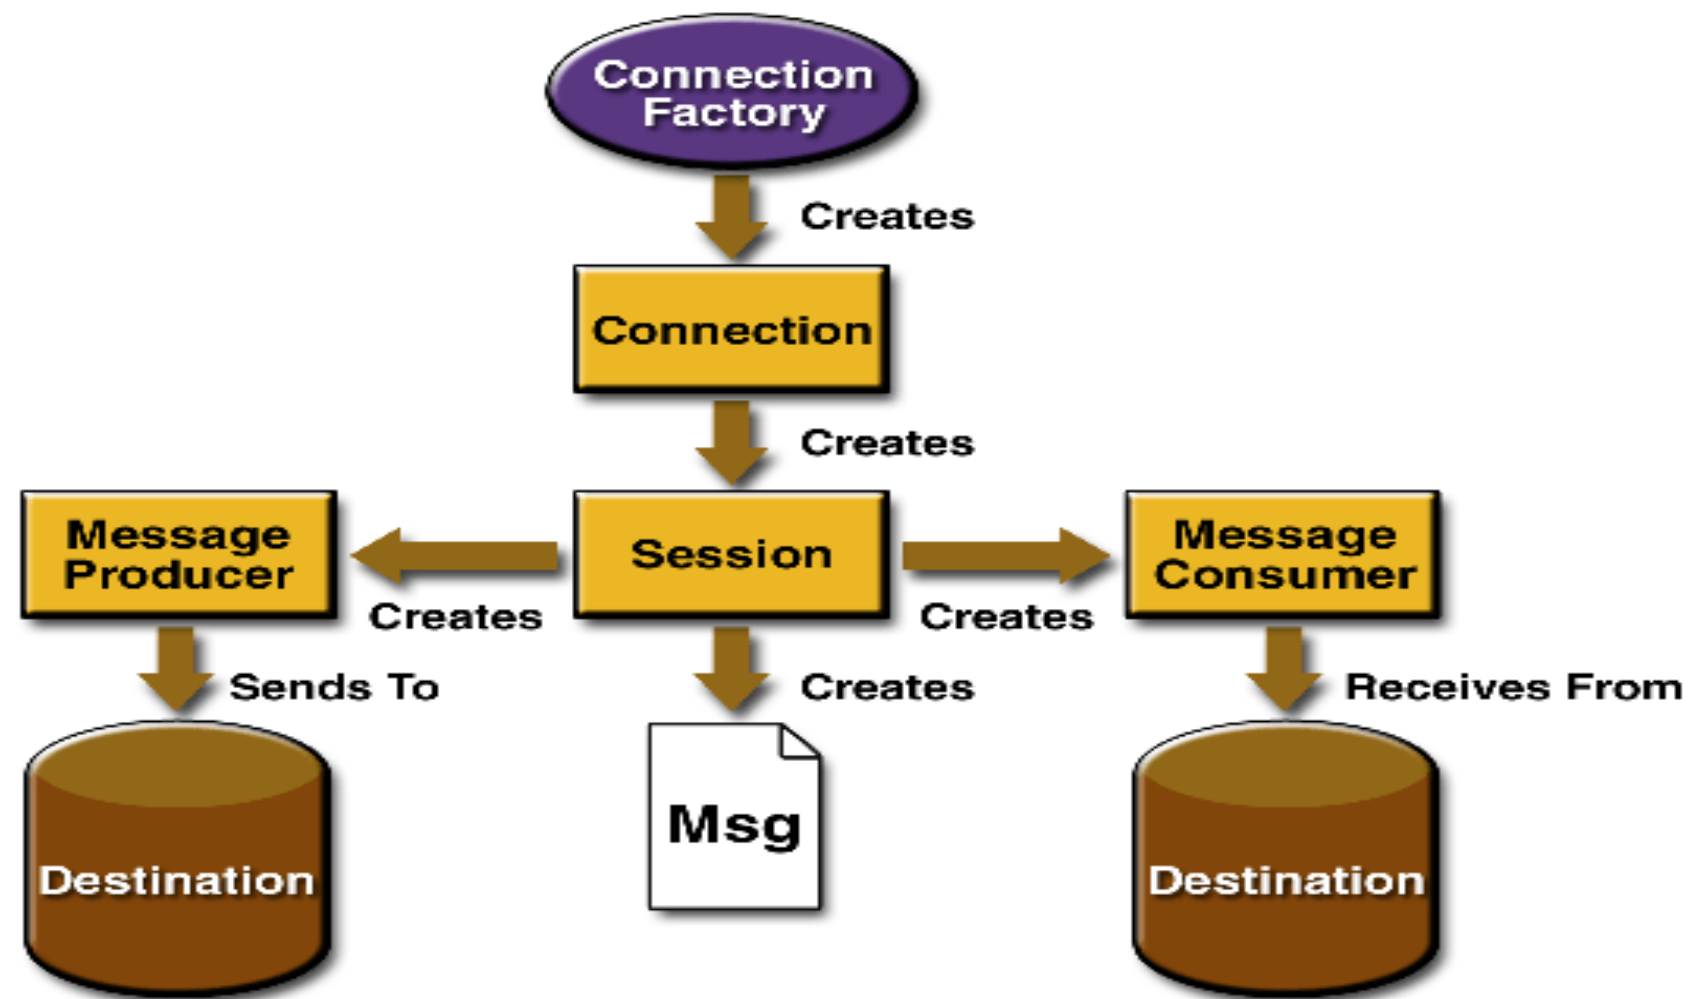 Connection
Factory
Creates
Connection
Creates
Message
Producer
Session
Message
Consumer
Creates
Creates
Sends To
Creates
Receives From
Msg
Destination
Destination